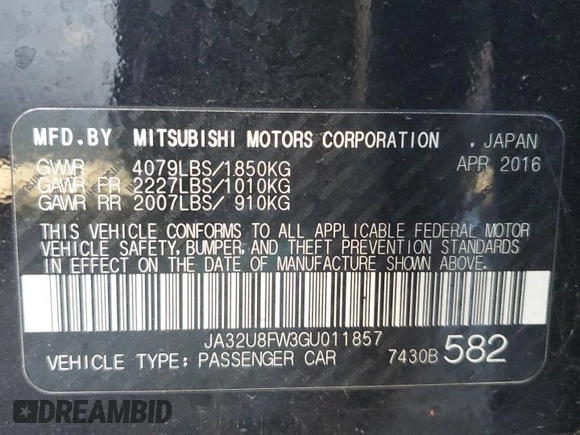 MFD.BY MITSUBISHI MOTORS CORPORATION , JAPAN
GVWR 4079LBS/1850KG APR 2016
GAWR FR 2227LBS/1010KG
GAWR RR 2007LBS/ 910KG
THIS VEHICLE CONFORMS TO ALL APPLICABLE FEDERAL MOTOR
VEHICLE SAFETY, BUMPER, AND THEFT PREVENTION STANDARDS
IN EFFECT ON THE DATE OF MANUFACTURE SHOWN ABOVE.
JA32U8FW3GU011857
VEHICLE TYPE: PASSENGER CAR 7430B 582
DREAMBID